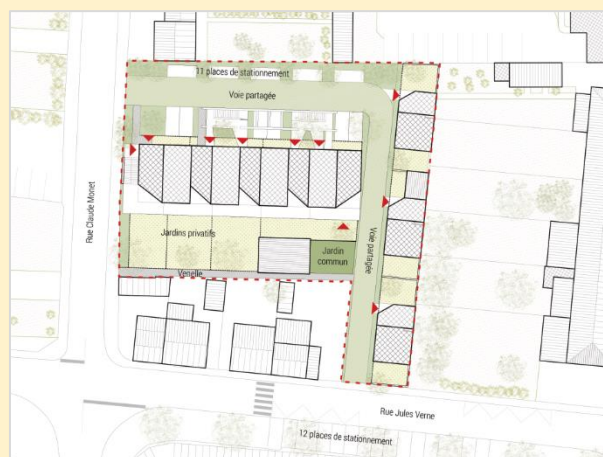 11 places de stationnement
Voie partagée
Rue Claude Monet
Jardins privatifs
Voie partagée
Jardin
commun
Venelle
Rue Jules Verne
12 places de stationnement